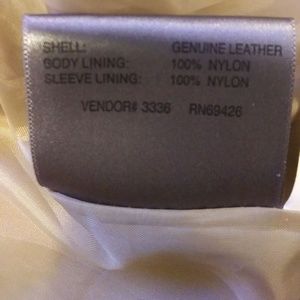 SHELL: GENUINE LEATHER
BODY LINING: 100% NYLON
SLEEVE LINING: 100% NYLON
VENDOR# 3336 RN69426